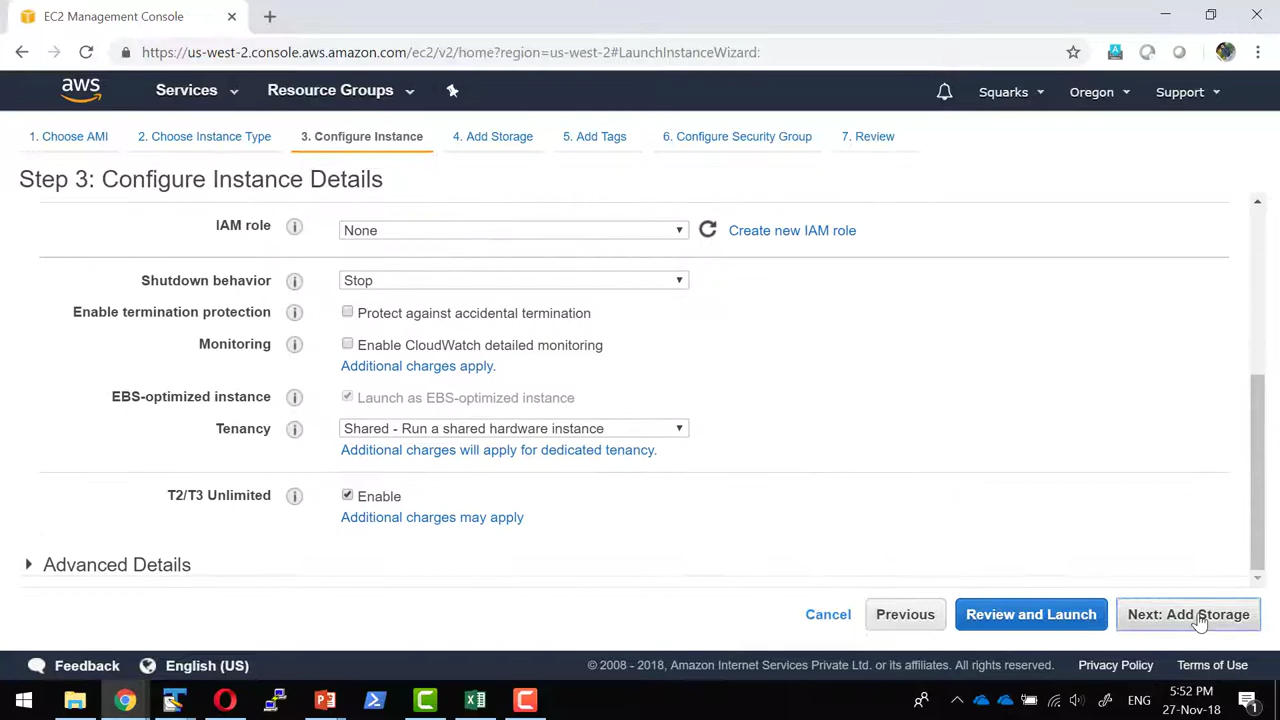 EC2 Management Console
https://us-west-2.console.aws.amazon.com/ec2/v2/home?region=us-west-2#LaunchInstanceWizard:
aws Services Resource Groups Squarks Oregon Support
1. Choose AMI 2. Choose Instance Type 3. Configure Instance 4. Add Storage 5. Add Tags 6. Configure Security Group 7. Review
Step 3: Configure Instance Details
IAM role None Create new IAM role
Shutdown behavior Stop
Enable termination protection Protect against accidental termination
Monitoring Enable CloudWatch detailed monitoring
Additional charges apply.
EBS-optimized instance Launch as EBS-optimized instance
Tenancy Shared - Run a shared hardware instance
Additional charges will apply for dedicated tenancy.
T2/T3 Unlimited Enable
Additional charges may apply
Advanced Details
Cancel Previous Review and Launch Next: Add Storage
Feedback English (US) © 2008 - 2018, Amazon Internet Services Private Ltd. or its affiliates. All rights reserved. Privacy Policy Terms of Use
ENG 5:52 PM
27-Nov-18 1